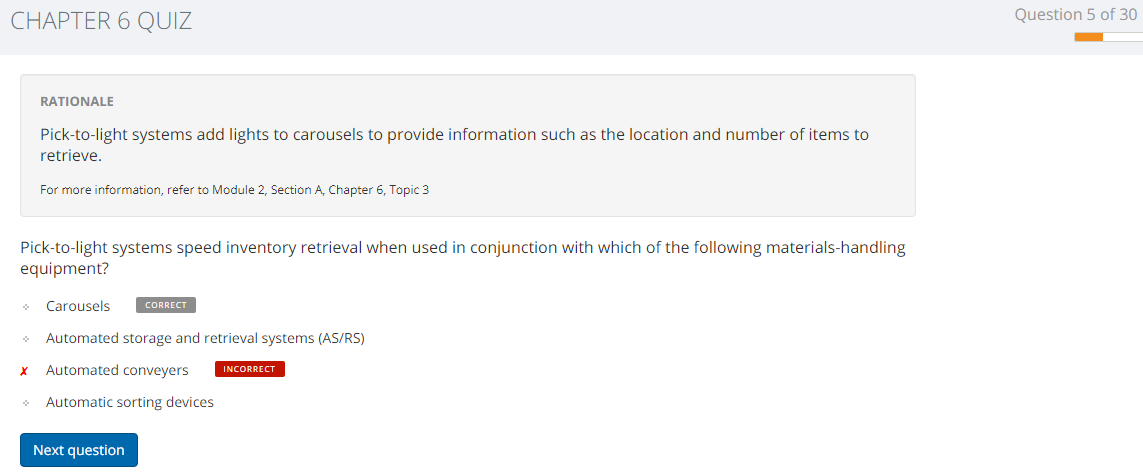 CHAPTER 6 QUIZ
Question 5 of 30
RATIONALE
Pick-to-light systems add lights to carousels to provide information such as the location and number of items to
retrieve.
For more information, refer to Module 2, Section A, Chapter 6, Topic 3
Pick-to-light systems speed inventory retrieval when used in conjunction with which of the following materials-handling
equipment?
Carousels CORRECT
Automated storage and retrieval systems (AS/RS)
✗ Automated conveyers INCORRECT
Automatic sorting devices
Next question